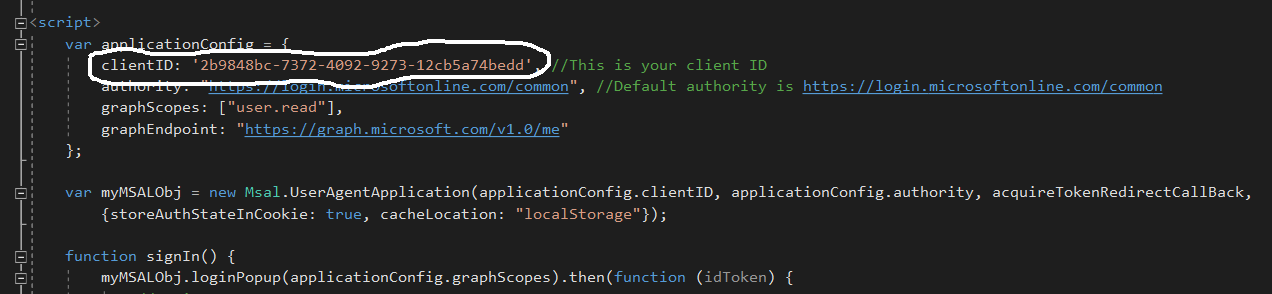 <script>
var applicationConfig = {
clientID: '2b9848bc-7372-4092-9273-12cb5a74bedd', //This is your client ID
authority: "https://login.microsoftonline.com/common", //Default authority is https://login.microsoftonline.com/common
graphScopes: ["user.read"],
graphEndpoint: "https://graph.microsoft.com/v1.0/me"
};
var myMSALObj = new Msal.UserAgentApplication(applicationConfig.clientID, applicationConfig.authority, acquireTokenRedirectCallBack,
{storeAuthStateInCookie: true, cacheLocation: "localStorage"});
function signIn() {
myMSALObj.loginPopup(applicationConfig.graphScopes).then(function (idToken) {